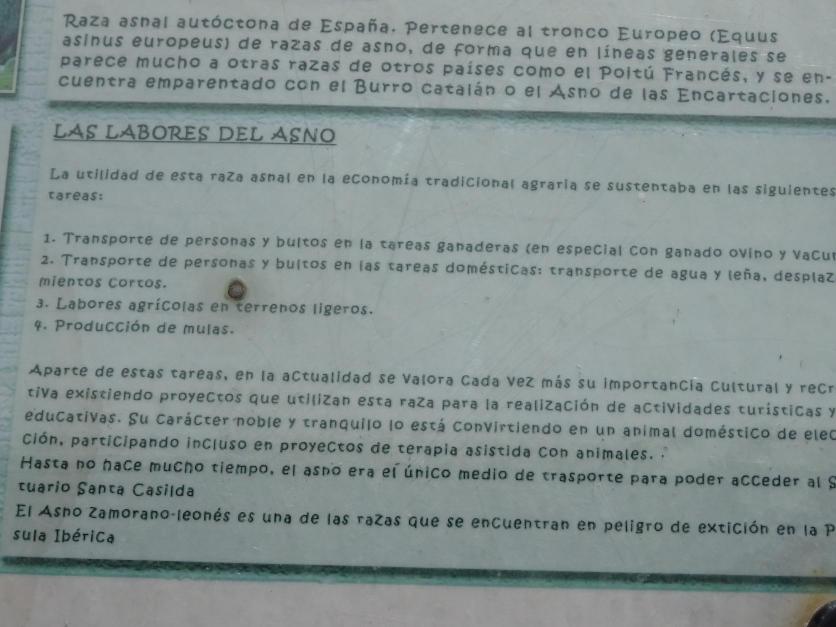 Raza asnal autóctona de España. Pertenece al tronco Europeo (Equus
asinus europeus) de razas de asno, de forma que en líneas generales se
parece mucho a otras razas de otros países como el Poitú Francés, y se en-
cuentra emparentado con el Burro Catalán o el Asno de las Encartaciones.
LAS LABORES DEL ASNO
La utilidad de esta raza asnal en la economía tradicional agraria se sustentaba en las siguientes
tareas:
1. Transporte de personas y bultos en la tareas ganaderas (en especial con ganado ovino y vacun
2. Transporte de personas y bultos en las tareas domésticas: transporte de agua y leña, desplaz
mientos cortos.
3. Labores agrícolas en terrenos ligeros.
4. Producción de mulas.
Aparte de estas tareas, en la actualidad se valora cada vez más su importancia cultural y recr
tiva existiendo proyectos que utilizan esta raza para la realización de actividades turísticas y
educativas. Su carácter noble y tranquilo lo está convirtiendo en un animal doméstico de elec
ción, participando incluso en proyectos de terapia asistida con animales.
Hasta no hace mucho tiempo, el asno era el único medio de trasporte para poder acceder al S
tuario Santa Casilda
El Asno Zamorano-leonés es una de las razas que se encuentran en peligro de extición en la P
sula Ibérica